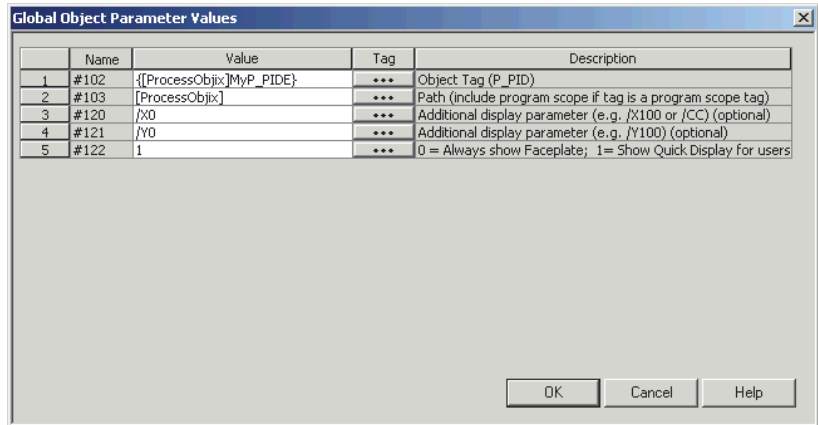 Global Object Parameter Values
Name Value Tag Description
1 #102 {[ProcessObjix]MyP_PIDE} ••• Object Tag (P_PID)
2 #103 [ProcessObjix] ••• Path (include program scope if tag is a program scope tag)
3 #120 /X0 ••• Additional display parameter (e.g. /X100 or /CC) (optional)
4 #121 /Y0 ••• Additional display parameter (e.g. /Y100) (optional)
5 #122 1 ••• 0 = Always show Faceplate; 1= Show Quick Display for users
OK Cancel Help